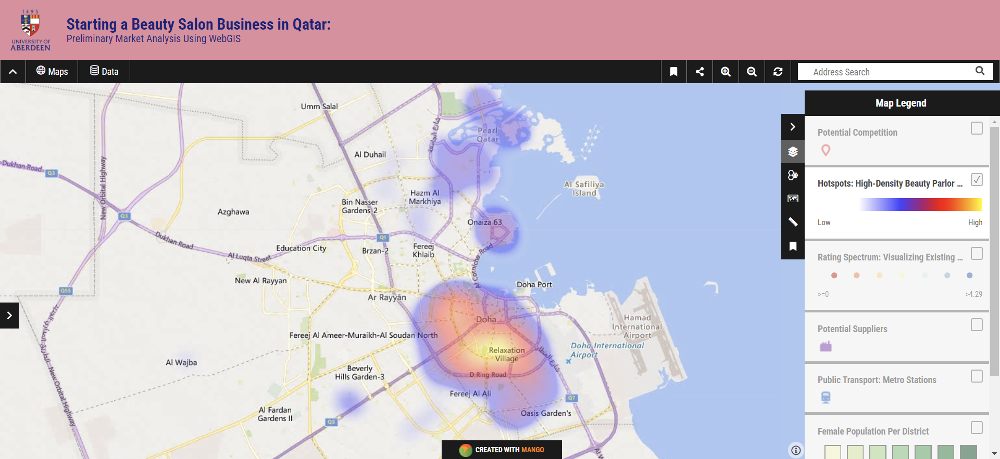 1495
UNIVERSITY OF
ABERDEEN
Starting a Beauty Salon Business in Qatar:
Preliminary Market Analysis Using WebGIS
Maps
Data
Address Search
Map Legend
Potential Competition
Hotspots: High-Density Beauty Parlor ...
Low
High
Rating Spectrum: Visualizing Existing ...
>=0
>4.29
Potential Suppliers
Public Transport: Metro Stations
Female Population Per District
Umm Salal
Pearl
Qatar
Al Duhail
Dukhan Road
Q3
New Orbital Highway
Al Safiliya
Island
Hazm Al
Markhiya
Bin Nasser
Gardens-2
Azghawa
Q3
Onaiza 63
Dukhan Road
Q1
Education City
Brzan-2
Fereej
Khlaib
Al Luqta Street
Al Corniche Road
New Al Rayyan
Doha Port
Q55
Ar Rayyān
Doha
Hamad
International
Airport
Fereej Al Ameer-Muraikh-Al Soudan North
Doha International
Airport
Relaxation
Village
شارع المطار
Al Wajba
Beverly
Hills Garden-3
D Ring Road
New Orbital Highway
Fereej Al Ali
Q7
Al Fardan
Gardens II
Oasis Garden's
Q5
CREATED WITH MANGO